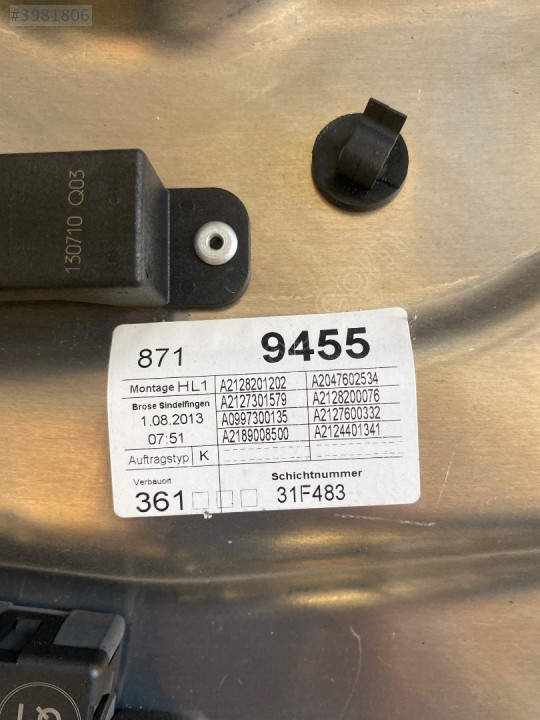 #3981806
130710 Q03
871 9455
Montage HL1 A2128201202 A2047602534
Brose Sindelfingen A2127301579 A2128200076
1.08.2013 A0997300135 A2127600332
07:51 A2189008500 A2124401341
Auftragstyp K
Verbauort Schichtnummer
361 31F483